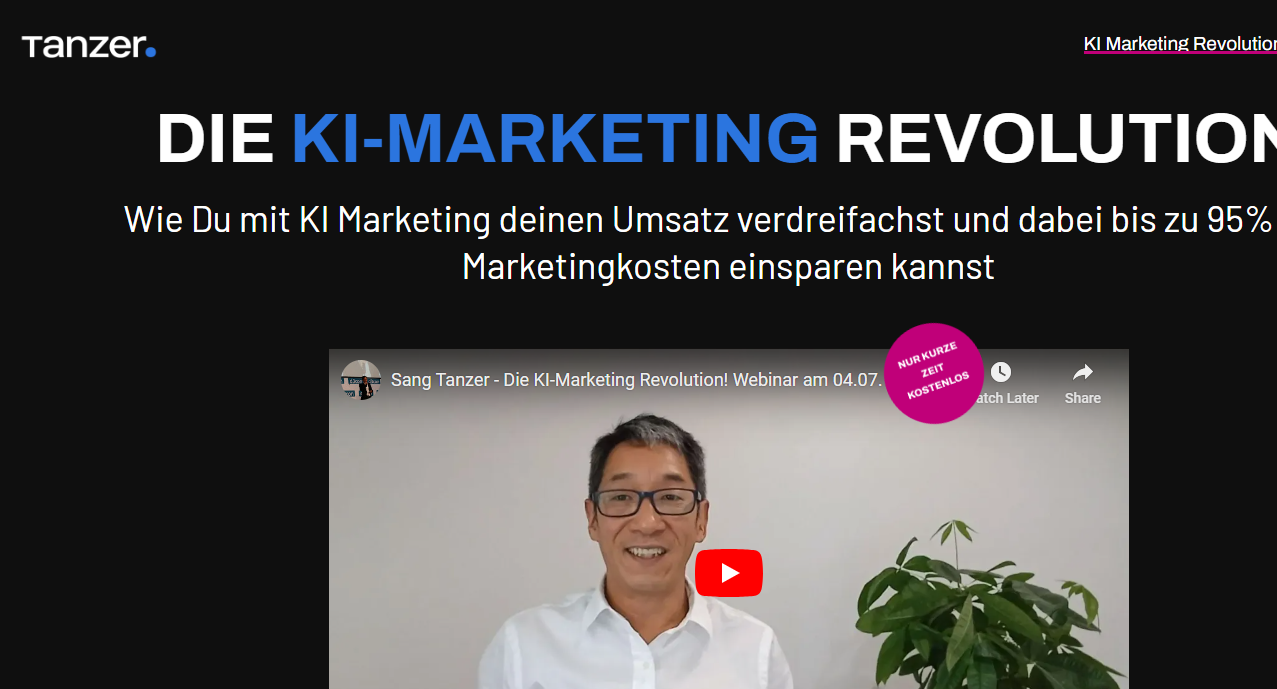 Tanzer.
KI Marketing Revolution
DIE KI-MARKETING REVOLUTION
Wie Du mit KI Marketing deinen Umsatz verdreifachst und dabei bis zu 95%
Marketingkosten einsparen kannst
Sang Tanzer - Die KI-Marketing Revolution! Webinar am 04.07.
NUR KURZE
ZEIT
KOSTENLOS
atch Later
Share